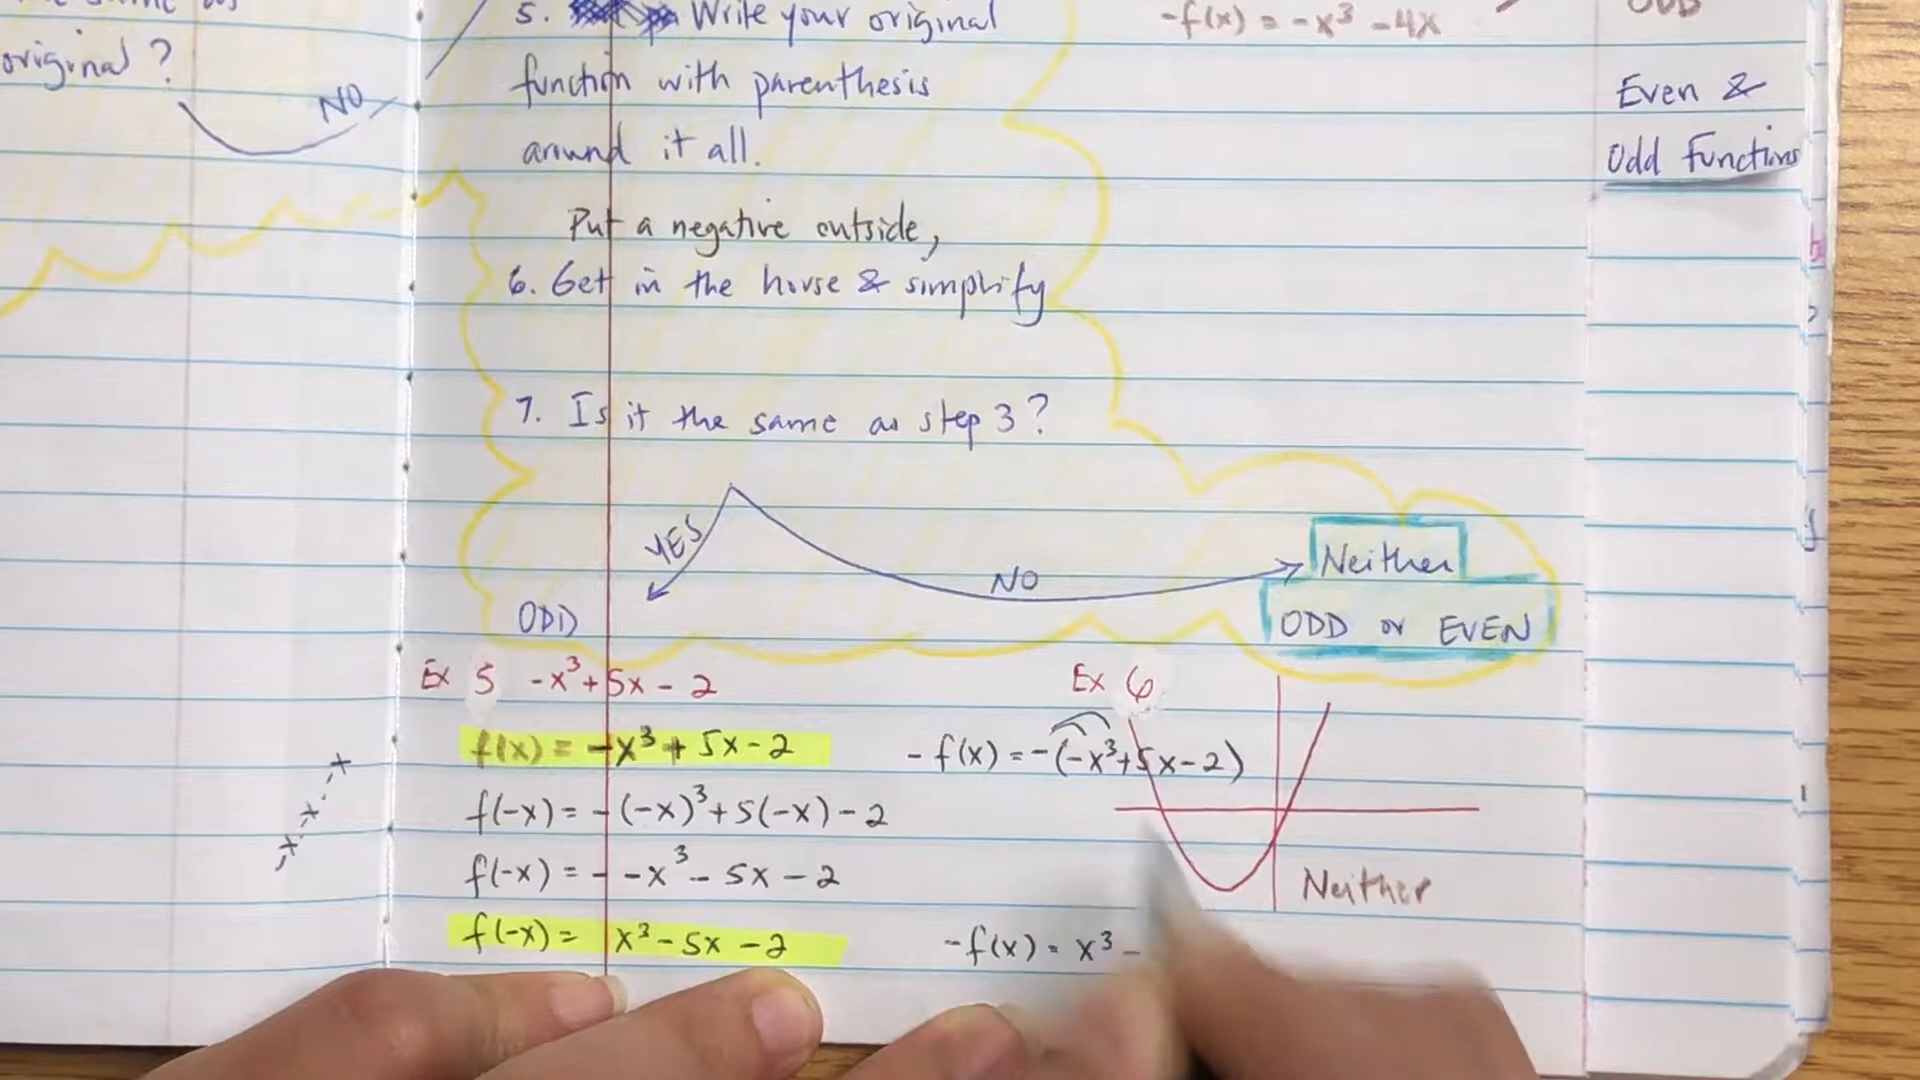 original?
NO
5. Write your original
function with parenthesis
around it all.
Put a negative outside,
6. Get in the horse & simplify
7. Is it the same as step 3?
YES
NO
ODD
Neither
ODD or EVEN
-f(x) = -x³ -4x
ODD
Even &
Odd Functions
Ex 5 -x³+5x-2
f(x) = -x³+5x-2
f(-x) = -(-x)³+5(-x)-2
f(-x) = - -x³-5x-2
f(-x) = x³-5x-2
-f(x) = -(-x³+5x-2)
-f(x) = x³-
Ex 6
Neither